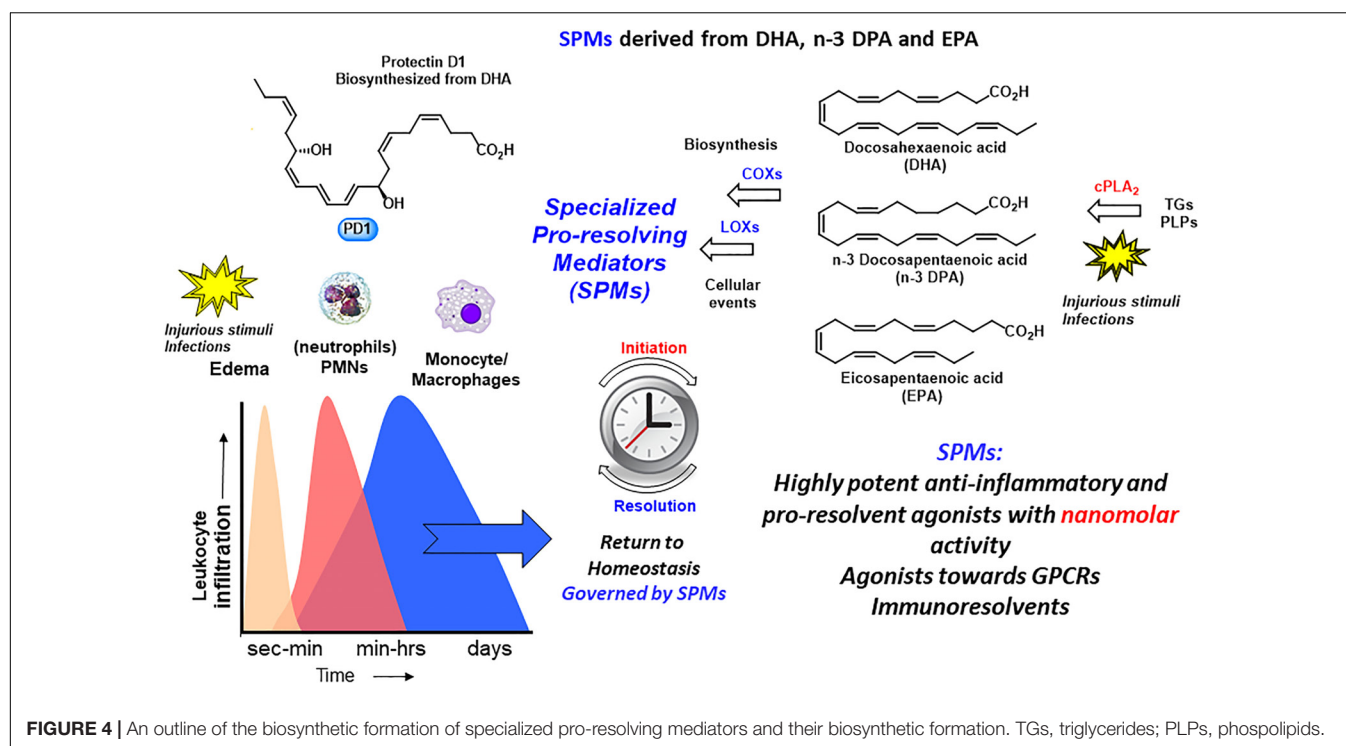 SPMs derived from DHA, n-3 DPA and EPA
Protectin D1
Biosynthesized from DHA
OH
CO2H
OH
PD1
Injurious stimuli
Infections
Edema
(neutrophils)
PMNs
Monocyte/
Macrophages
Leukocyte
infiltration
sec-min
min-hrs
days
Time
Specialized
Pro-resolving
Mediators
(SPMs)
Biosynthesis
COXs
LOXs
Cellular
events
Initiation
Resolution
Return to
Homeostasis
Governed by SPMs
CO2H
Docosahexaenoic acid
(DHA)
CO2H
n-3 Docosapentaenoic acid
(n-3 DPA)
CO2H
Eicosapentaenoic acid
(EPA)
cPLA2
TGs
PLPs
Injurious stimuli
Infections
SPMs:
Highly potent anti-inflammatory and
pro-resolvent agonists with nanomolar
activity
Agonists towards GPCRs
Immunoresolvents
FIGURE 4 | An outline of the biosynthetic formation of specialized pro-resolving mediators and their biosynthetic formation. TGs, triglycerides; PLPs, phospolipids.